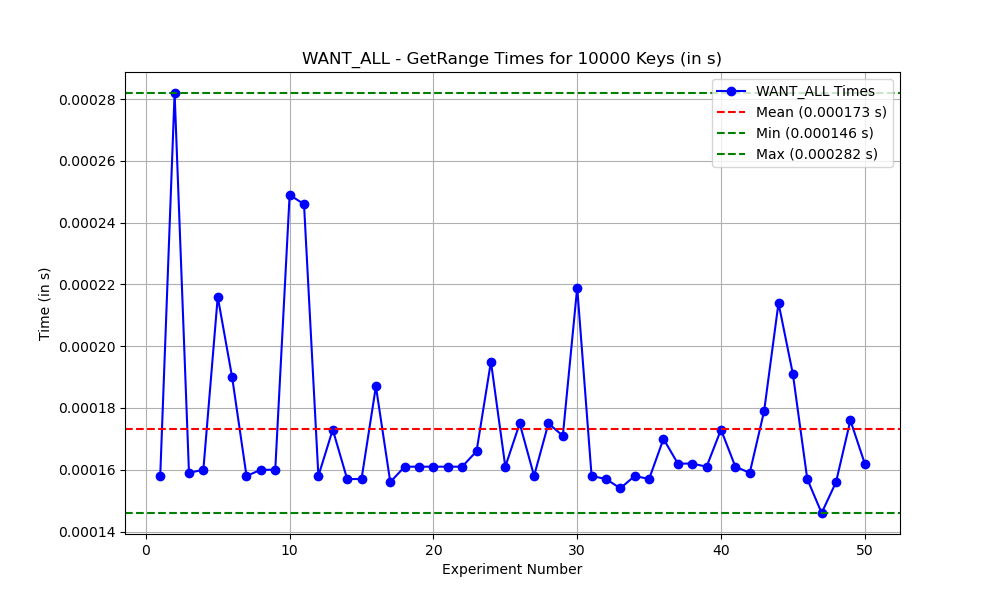 WANT_ALL - GetRange Times for 10000 Keys (in s)
WANT_ALL Times
Mean (0.000173 s)
Min (0.000146 s)
Max (0.000282 s)
Time (in s)
0.00028
0.00026
0.00024
0.00022
0.00020
0.00018
0.00016
0.00014
0 10 20 30 40 50
Experiment Number